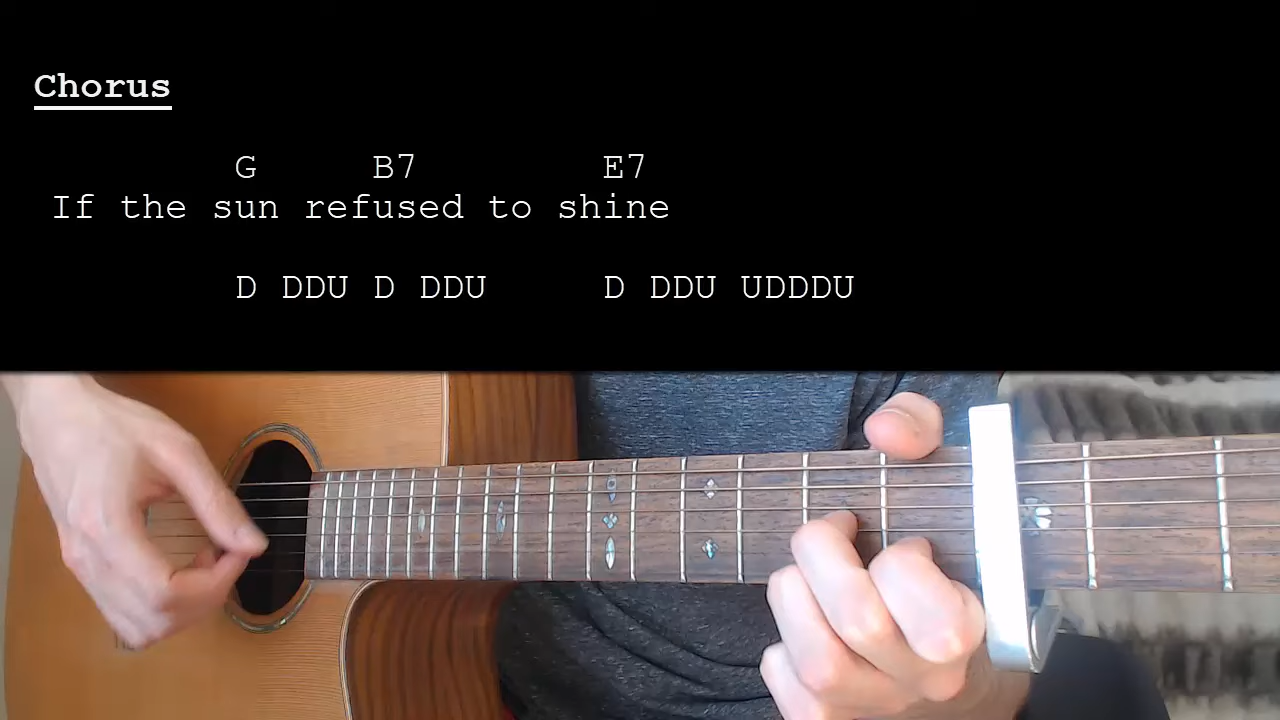 Chorus
G B7 E7
If the sun refused to shine
D DDU D DDU D DDU UDDDU